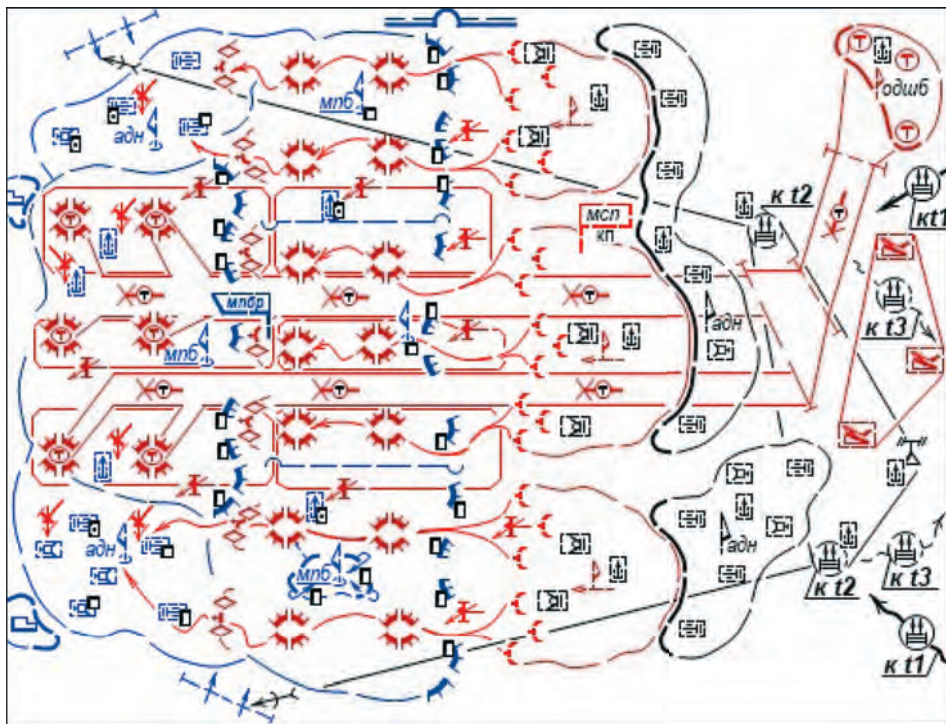 мпб
одшб
адн
к t2
кt1
мсп
кп
мпбр
адн
к t3
мпб
адн
адн
мпб
к t2
к t3
к t1